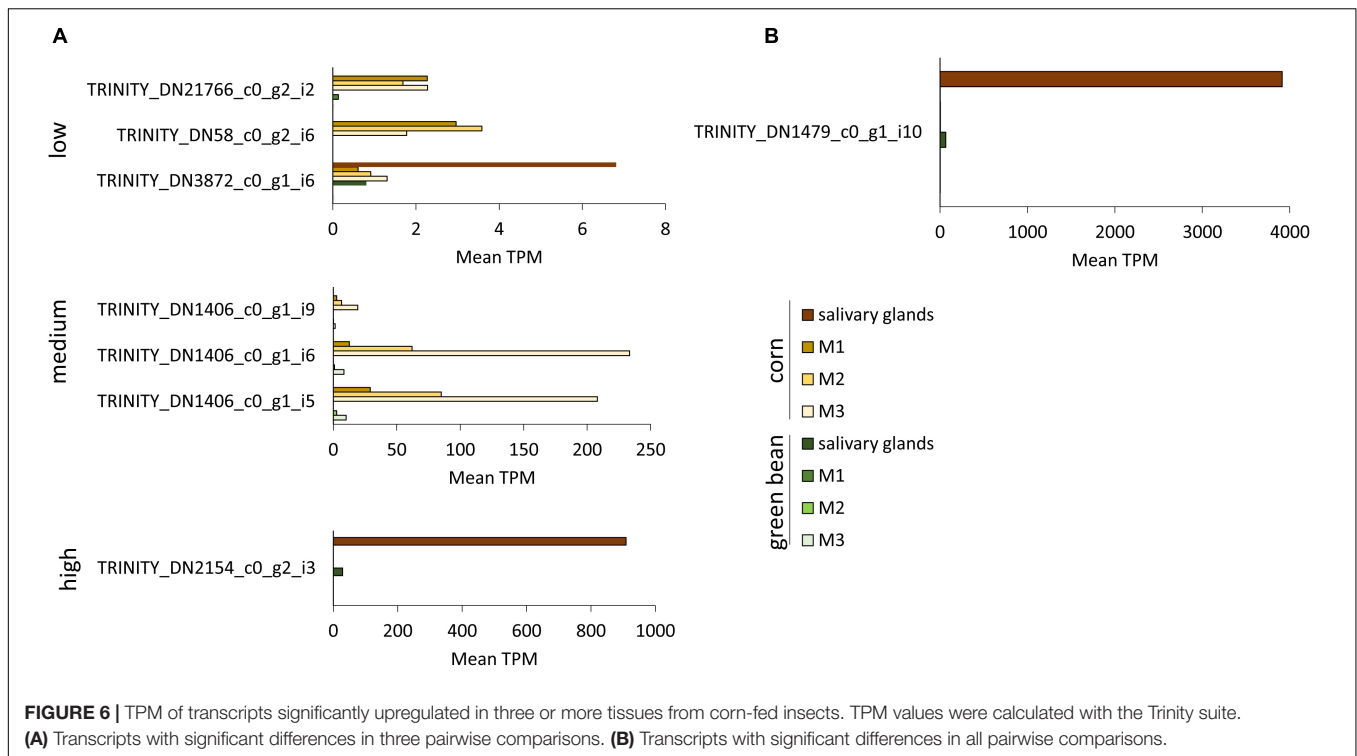 A
low
TRINITY_DN21766_c0_g2_i2
TRINITY_DN58_c0_g2_i6
TRINITY_DN3872_c0_g1_i6
0 2 4 6 8
Mean TPM
medium
TRINITY_DN1406_c0_g1_i9
TRINITY_DN1406_c0_g1_i6
TRINITY_DN1406_c0_g1_i5
0 50 100 150 200 250
Mean TPM
high
TRINITY_DN2154_c0_g2_i3
0 200 400 600 800 1000
Mean TPM
B
TRINITY_DN1479_c0_g1_i10
0 1000 2000 3000 4000
Mean TPM
corn
salivary glands
M1
M2
M3
green bean
salivary glands
M1
M2
M3
FIGURE 6 | TPM of transcripts significantly upregulated in three or more tissues from corn-fed insects. TPM values were calculated with the Trinity suite.
(A) Transcripts with significant differences in three pairwise comparisons. (B) Transcripts with significant differences in all pairwise comparisons.